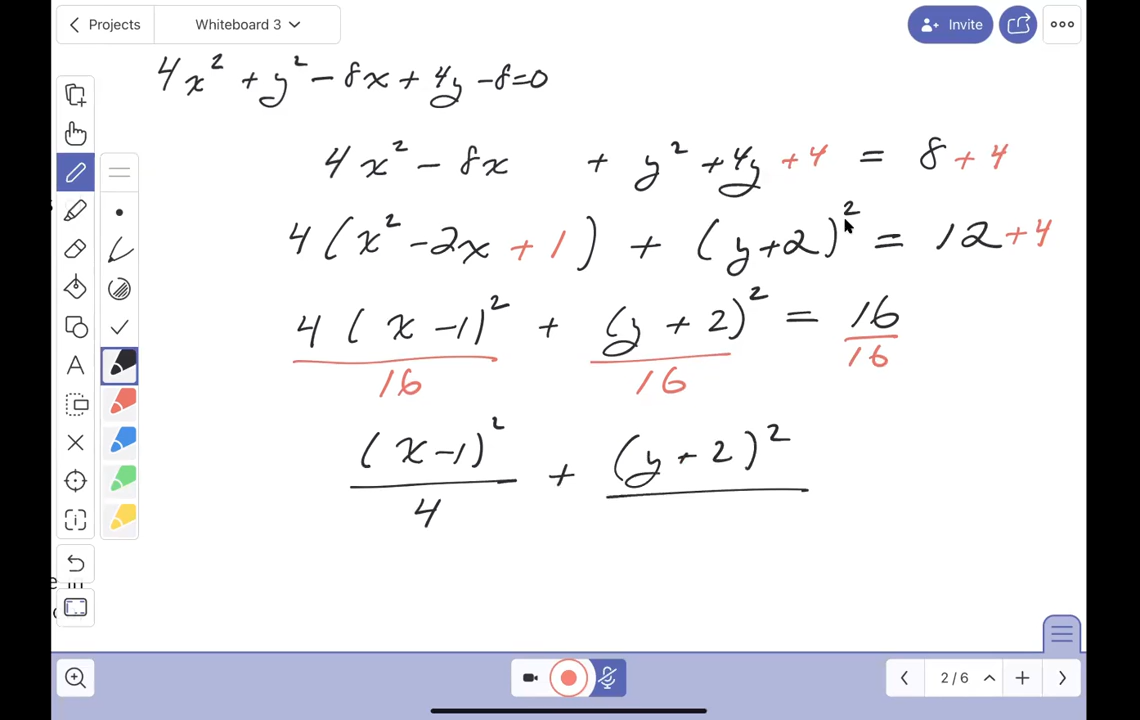 Projects Whiteboard 3 Invite
4x² + y² - 8x + 4y - 8 = 0
4x² - 8x + y² + 4y + 4 = 8 + 4
4(x² - 2x + 1) + (y + 2)² = 12 + 4
4(x - 1)² + (y + 2)² = 16
16 16 16
(x - 1)² + (y + 2)²
4
2 / 6